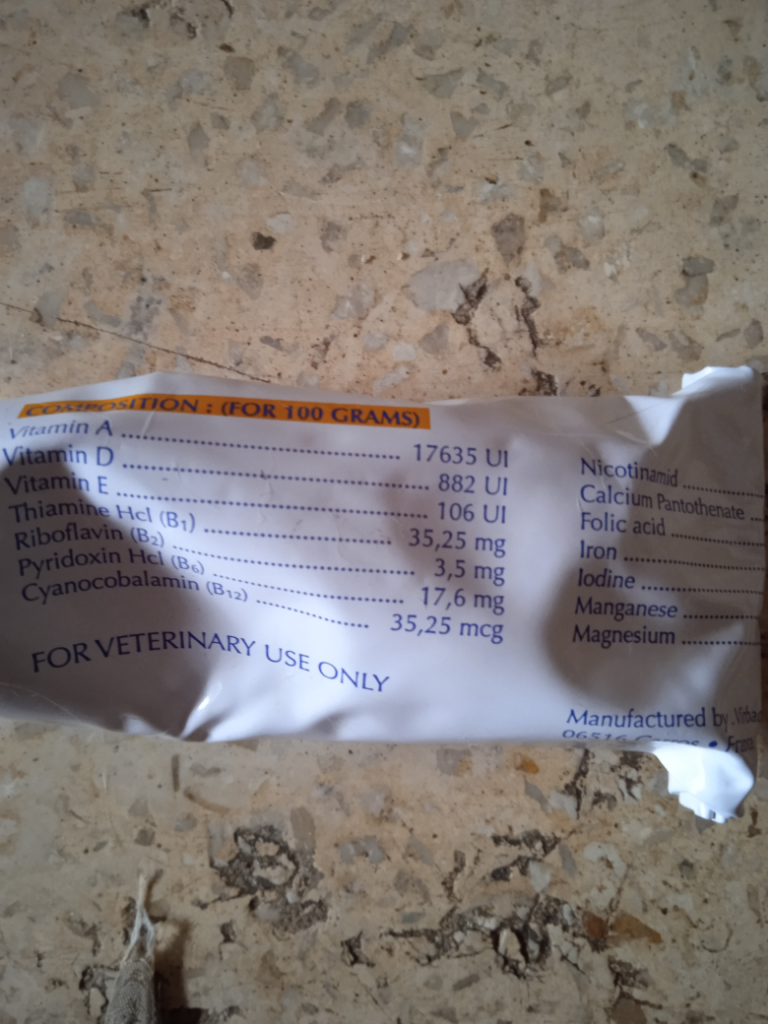 COMPOSITION : (FOR 100 GRAMS)
Vitamin A ........................................ 17635 UI
Vitamin D ........................................ 882 UI
Vitamin E ........................................ 106 UI
Thiamine Hcl (B1) ........................... 35,25 mg
Riboflavin (B2) ................................ 3,5 mg
Pyridoxin Hcl (B6) ........................... 17,6 mg
Cyanocobalamin (B12) .................. 35,25 mcg
FOR VETERINARY USE ONLY
Nicotinamid ................
Calcium Pantothenate ..
Folic acid ................
Iron ......................
Iodine ....................
Manganese ..............
Magnesium ..............
Manufactured by
06516 Carros •